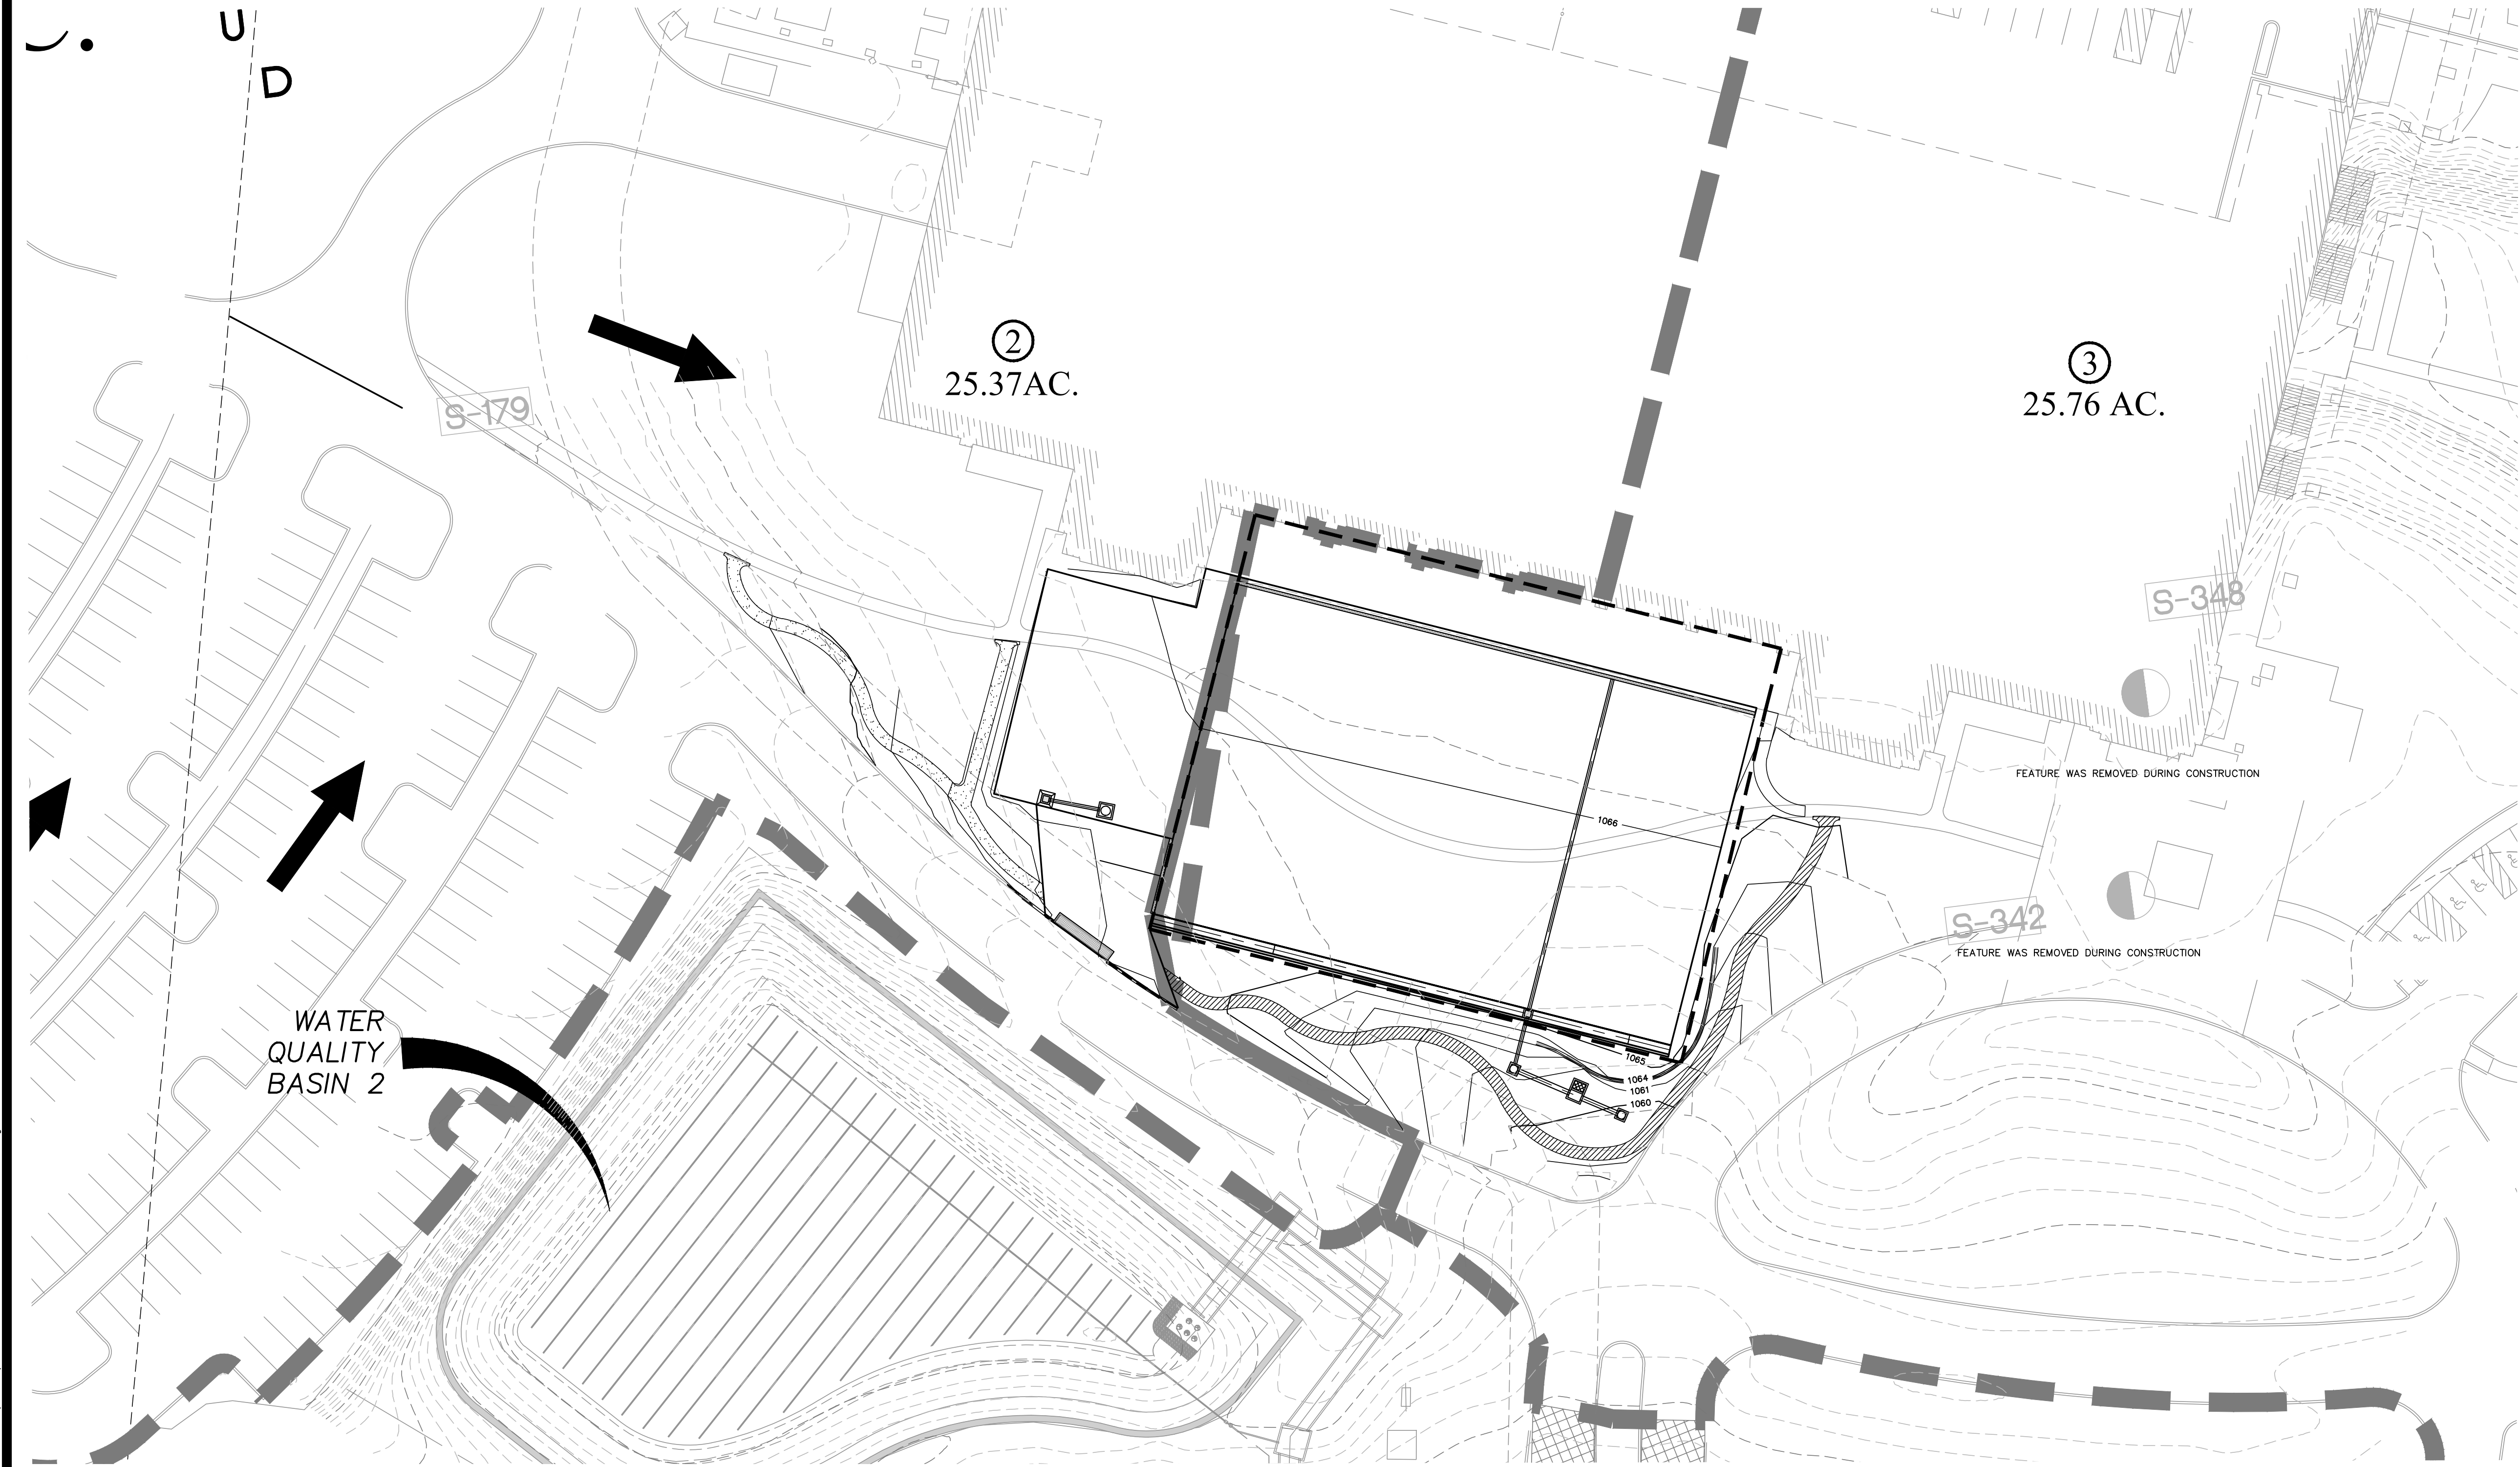 U
D
2
25.37AC.
3
25.76 AC.
S-179
S-348
FEATURE WAS REMOVED DURING CONSTRUCTION
1066
S-342
FEATURE WAS REMOVED DURING CONSTRUCTION
WATER
QUALITY
BASIN 2
1065
1064
1061
1060